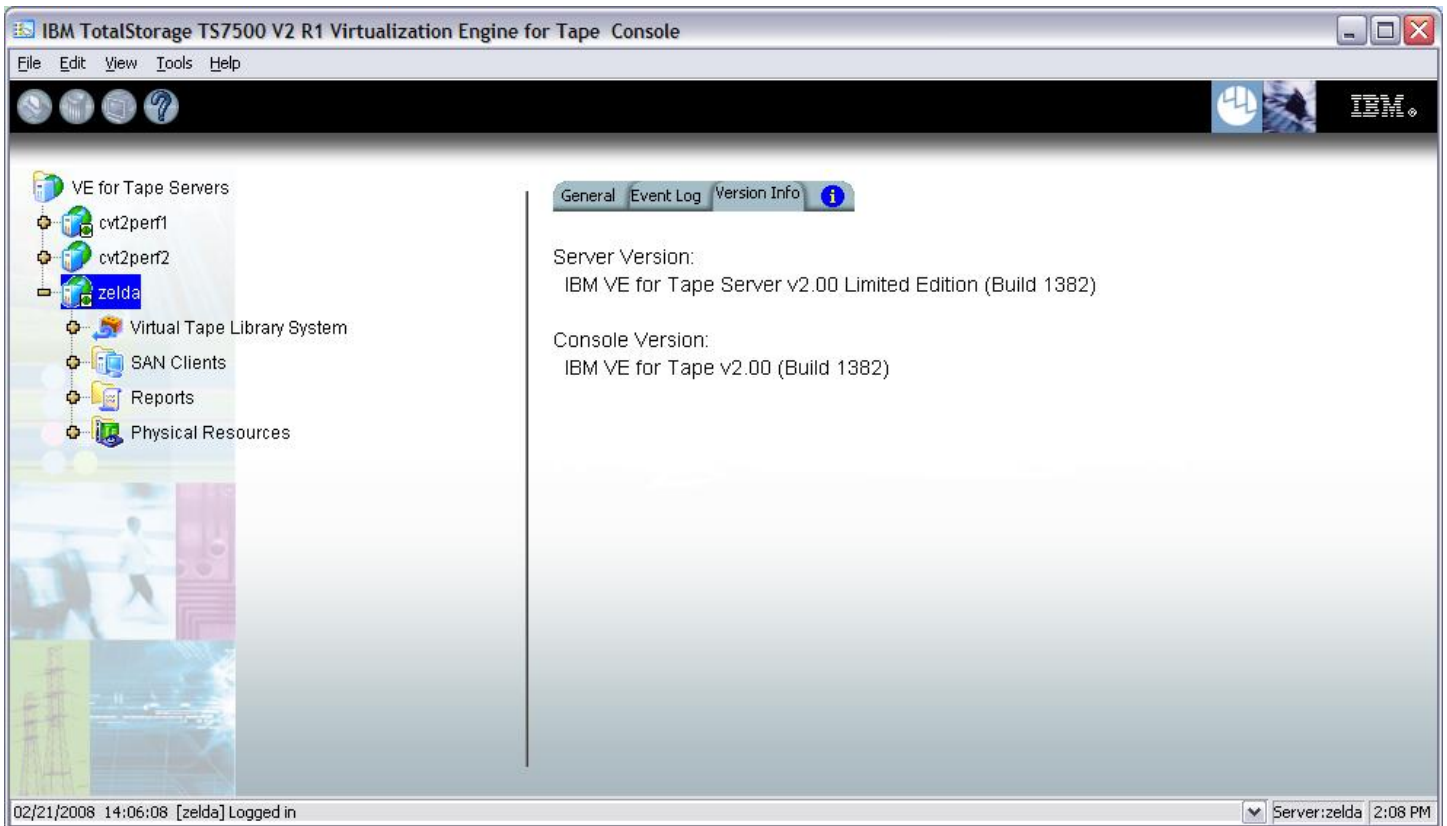 IBM TotalStorage TS7500 V2 R1 Virtualization Engine for Tape Console
File Edit View Tools Help
IBM®
VE for Tape Servers
cvt2perf1
cvt2perf2
zelda
Virtual Tape Library System
SAN Clients
Reports
Physical Resources
General Event Log Version Info i
Server Version:
IBM VE for Tape Server v2.00 Limited Edition (Build 1382)
Console Version:
IBM VE for Tape v2.00 (Build 1382)
02/21/2008 14:06:08 [zelda] Logged in
Server:zelda 2:08 PM